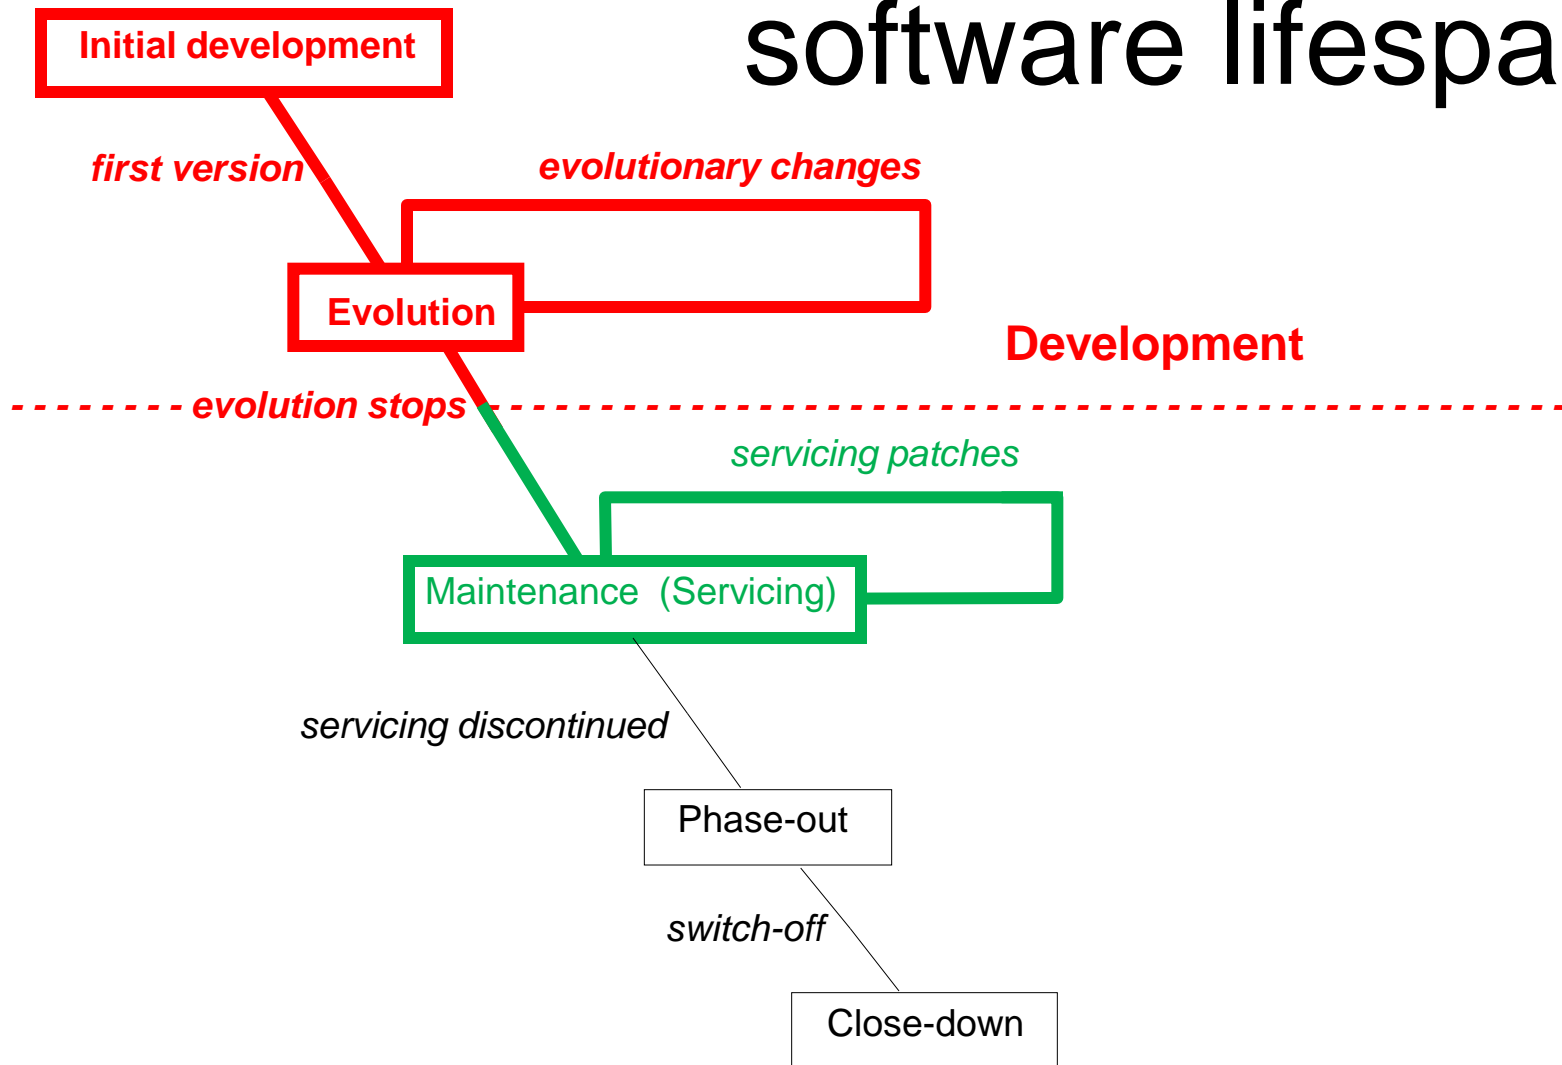 software lifespa
Initial development
first version
evolutionary changes
Evolution
Development
evolution stops
servicing patches
Maintenance (Servicing)
servicing discontinued
Phase-out
switch-off
Close-down